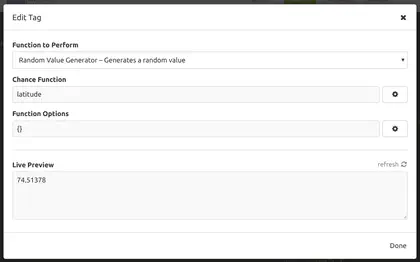 Edit Tag
Function to Perform
Random Value Generator – Generates a random value
Chance Function
latitude
Function Options
{}
Live Preview
refresh
74.51378
Done